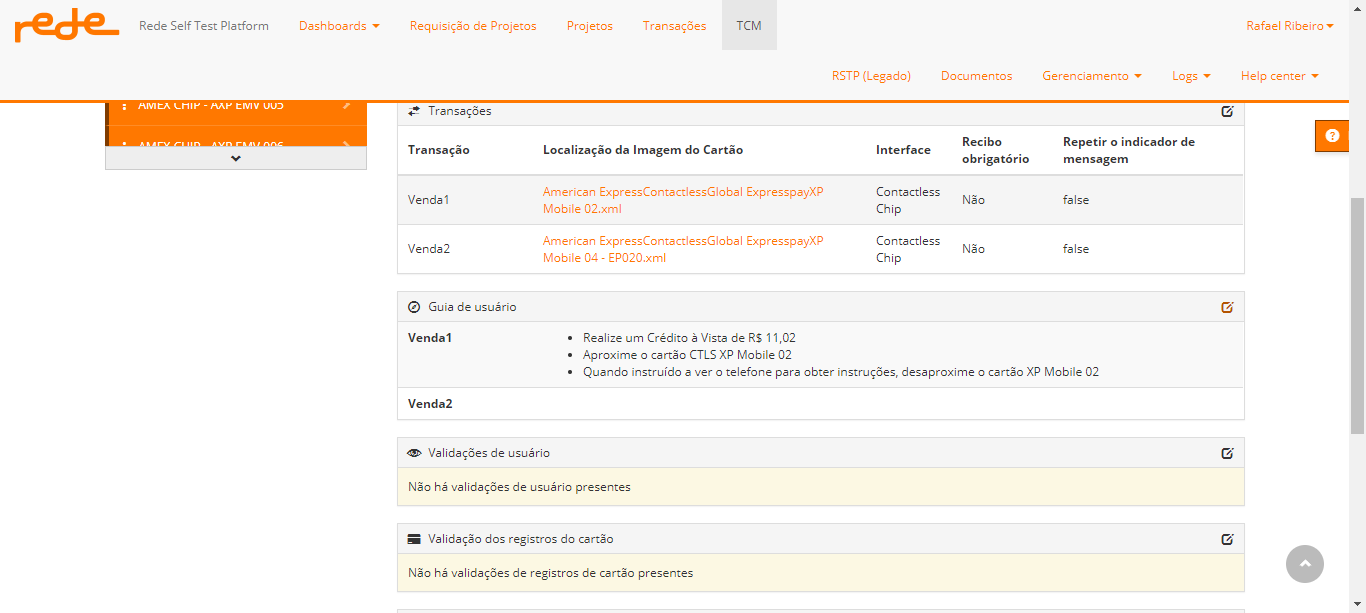 rede Rede Self Test Platform Dashboards Requisição de Projetos Projetos Transações TCM Rafael Ribeiro
RSTP (Legado) Documentos Gerenciamento Logs Help center
AMEX CHIP - AXP EMV 005
AMEX CHIP - AXP EMV 006
Transações
Transação Localização da Imagem do Cartão Interface Recibo obrigatório Repetir o indicador de mensagem
Venda1 American ExpressContactlessGlobal ExpresspayXP Mobile 02.xml Contactless Chip Não false
Venda2 American ExpressContactlessGlobal ExpresspayXP Mobile 04 - EP020.xml Contactless Chip Não false
Guia de usuário
Venda1
• Realize um Crédito à Vista de R$ 11,02
• Aproxime o cartão CTLS XP Mobile 02
• Quando instruído a ver o telefone para obter instruções, desaproxime o cartão XP Mobile 02
Venda2
Validações de usuário
Não há validações de usuário presentes
Validação dos registros do cartão
Não há validações de registros de cartão presentes